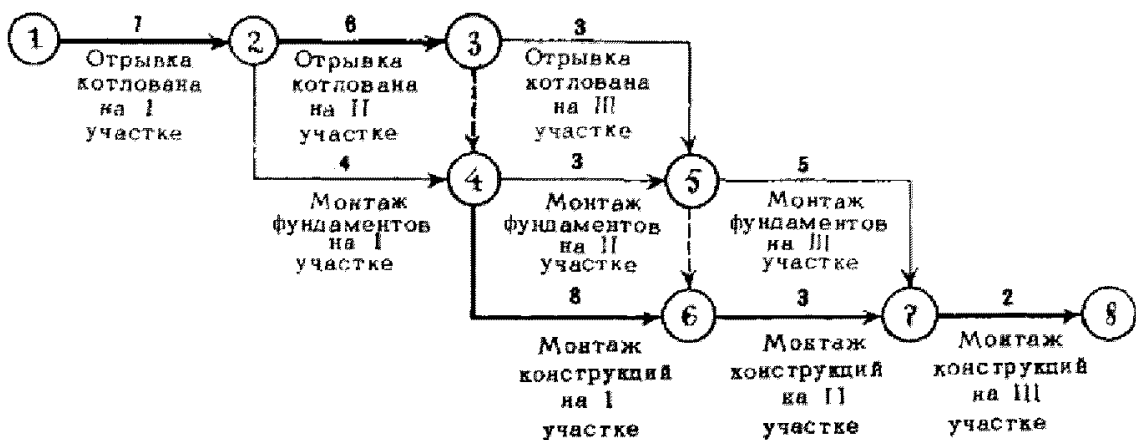 7
6
3
1
2
3
Отрывка
котлована
на I
участке
Отрывка
котлована
на II
участке
Отрывка
котлована
на III
участке
4
3
5
4
5
Монтаж
фундаментов
на I
участке
Монтаж
фундаментов
на II
участке
Монтаж
фундаментов
на III
участке
8
3
2
6
7
8
Монтаж
конструкций
на I
участке
Монтаж
конструкций
на II
участке
Монтаж
конструкций
на III
участке